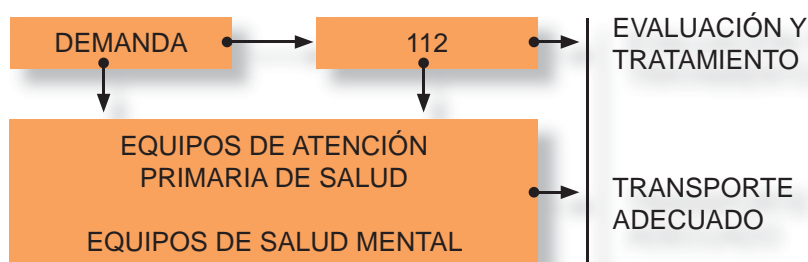 DEMANDA
112
EVALUACIÓN Y
TRATAMIENTO
EQUIPOS DE ATENCIÓN
PRIMARIA DE SALUD
EQUIPOS DE SALUD MENTAL
TRANSPORTE
ADECUADO